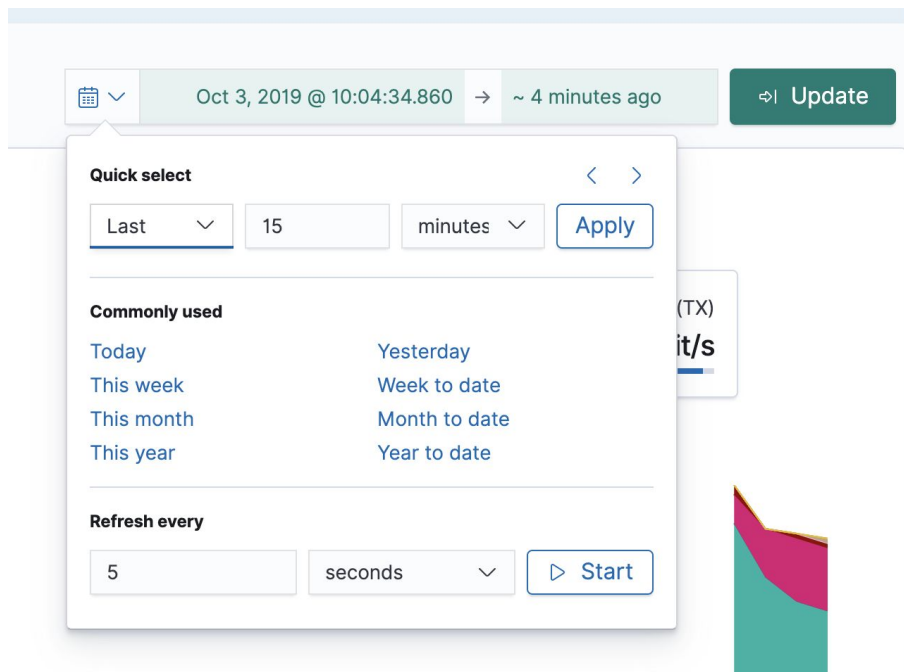 Oct 3, 2019 @ 10:04:34.860 → ~ 4 minutes ago Update
Quick select
Last 15 minutes Apply
Commonly used
Today Yesterday
This week Week to date
This month Month to date
This year Year to date
Refresh every
5 seconds Start
(TX)
it/s